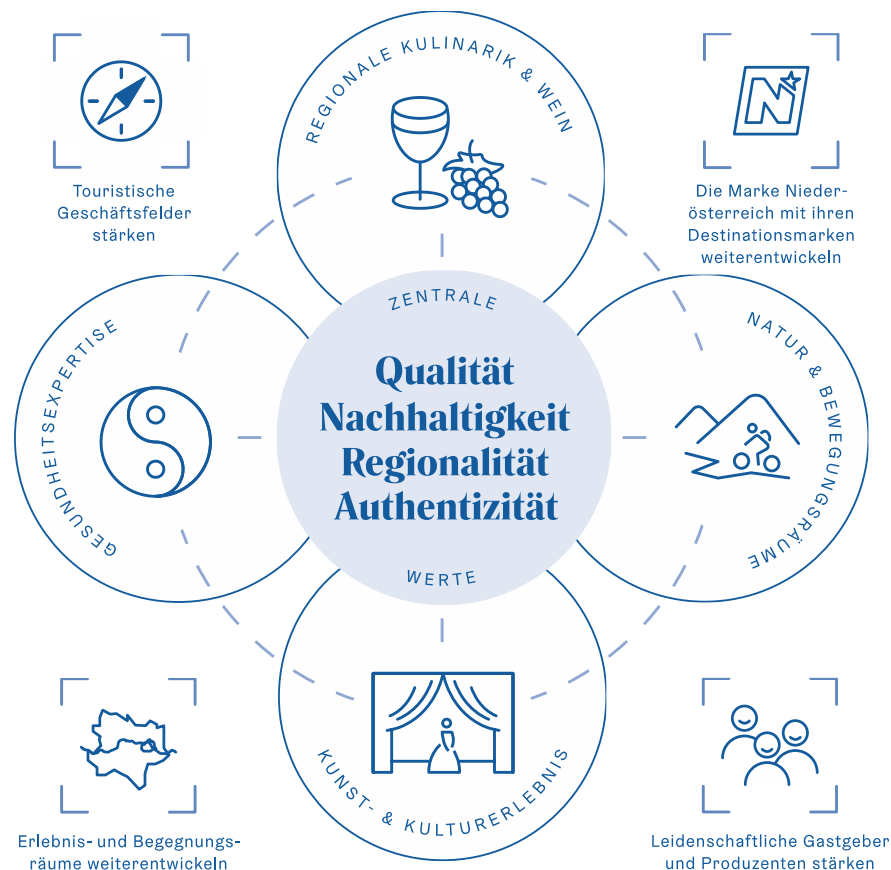 REGIONALE KULINARIK & WEIN
Touristische
Geschäftsfelder
stärken
N
Die Marke Nieder-
österreich mit ihren
Destinationsmarken
weiterentwickeln
GESUNDHEITSEXPERTISE
ZENTRALE
Qualität
Nachhaltigkeit
Regionalität
Authentizität
WERTE
NATUR & BEWEGUNGSRÄUME
KUNST- & KULTURERLEBNIS
Erlebnis- und Begegnungs-
räume weiterentwickeln
Leidenschaftliche Gastgeber
und Produzenten stärken